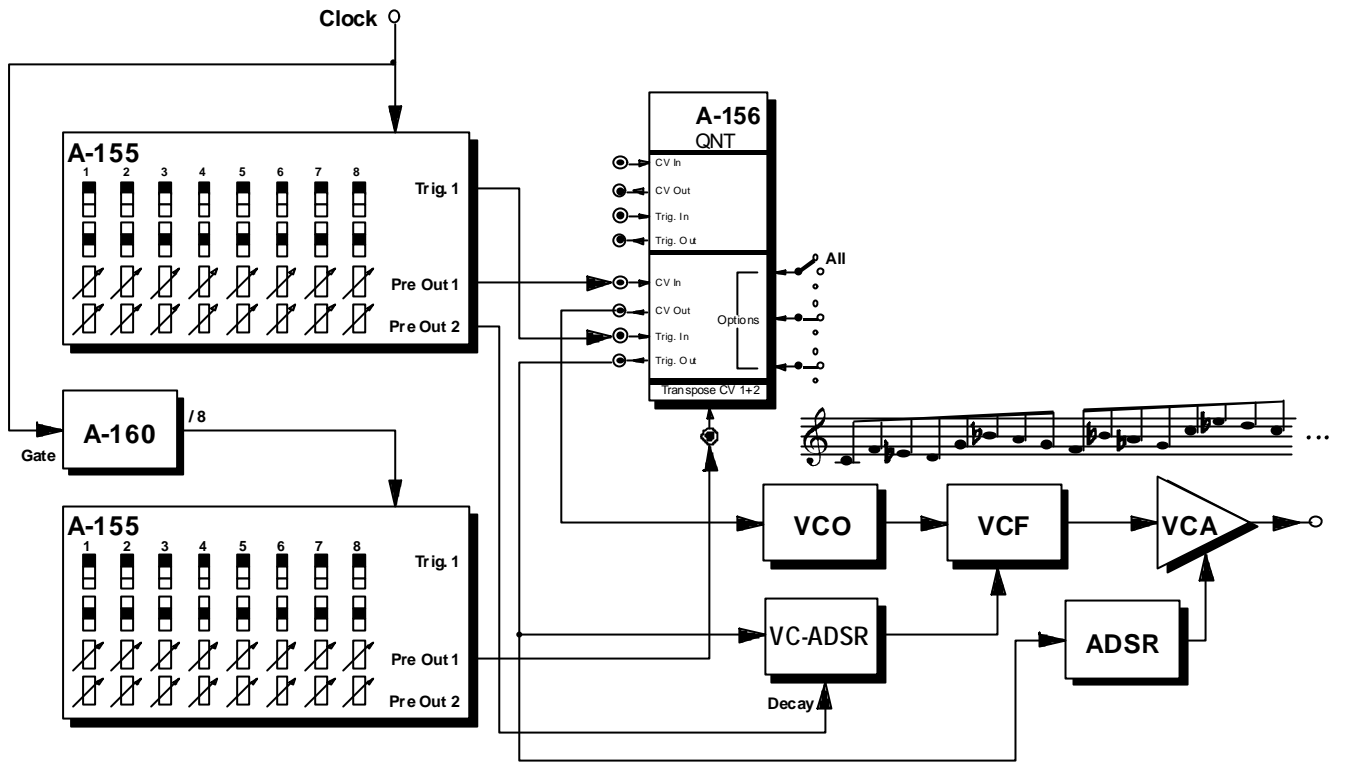 Clock
A-155
1 2 3 4 5 6 7 8
Trig. 1
Pre Out 1
Pre Out 2
A-156
QNT
CV In
CV Out
Trig. In
Trig. Out
CV In
CV Out
Trig. In
Trig. Out
Options
All
Transpose CV 1+2
A-160
/ 8
Gate
A-155
1 2 3 4 5 6 7 8
Trig. 1
Pre Out 1
Pre Out 2
...
VCO
VCF
VCA
VC-ADSR
Decay
ADSR